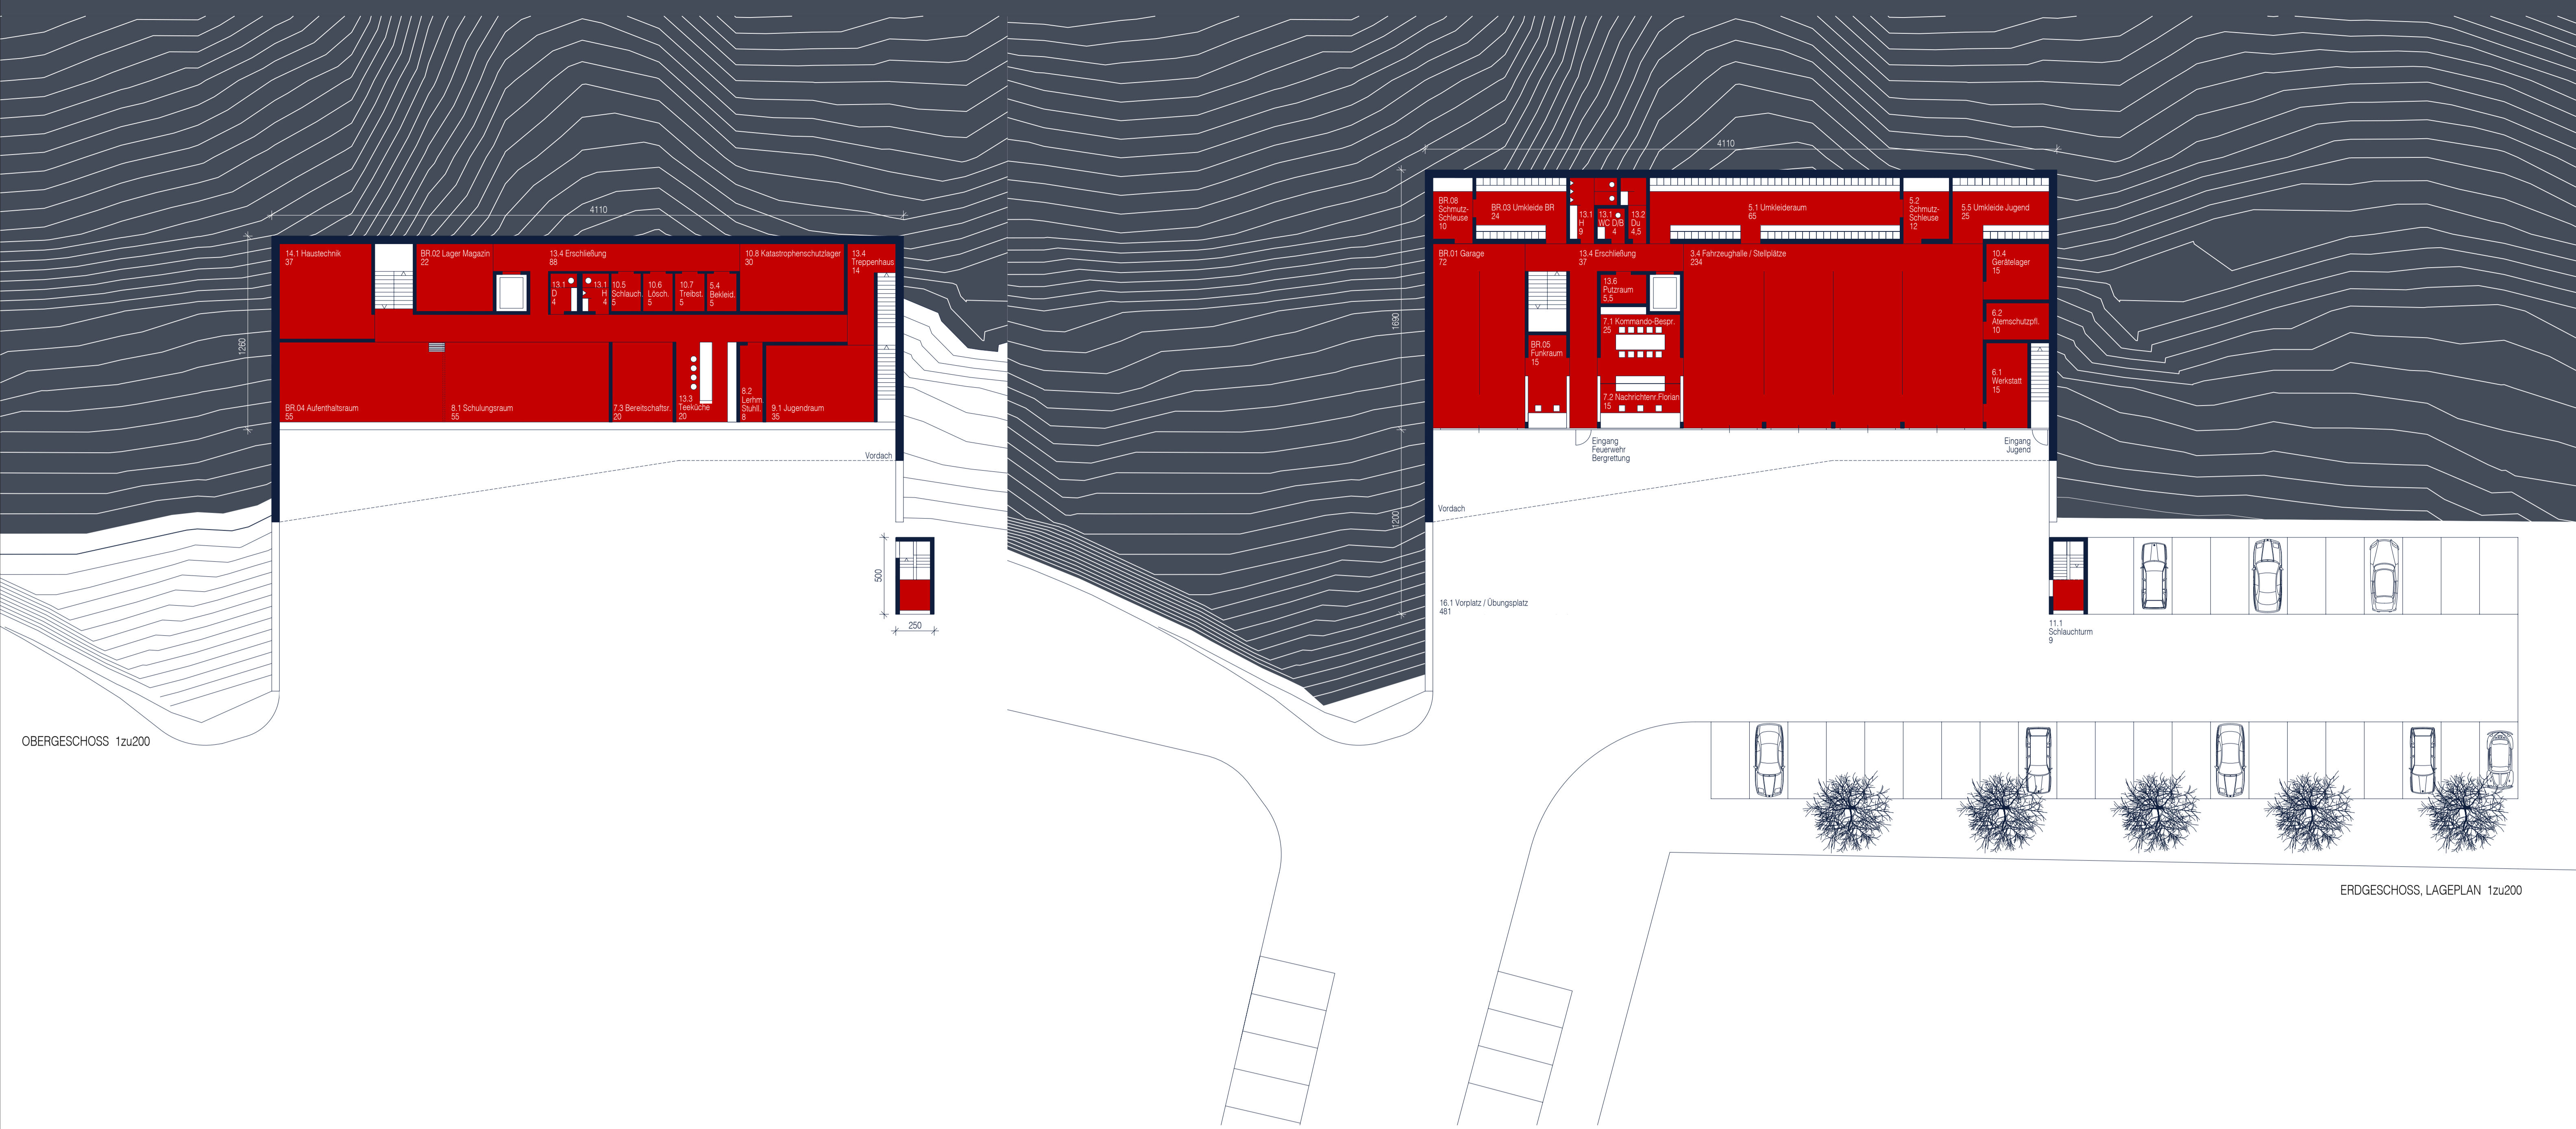 4110
1260
14.1 Haustechnik
37
BR.02 Lager Magazin
22
13.4 Erschließung
88
10.8 Katastrophenschutzlager
30
13.4
Treppenhaus
14
13.1
D
4
13.1
H
4
10.5
Schlauch.
5
10.6
Lösch.
5
10.7
Treibst.
5
5.4
Bekleid.
5
BR.04 Aufenthaltsraum
55
8.1 Schulungsraum
55
7.3 Bereitschaftsr.
20
13.3
Teeküche
20
8.2
Lerhm.
Stuhll.
8
9.1 Jugendraum
35
Vordach
500
250
OBERGESCHOSS 1zu200
4110
1690
1200
BR.08
Schmutz-
Schleuse
10
BR.03 Umkleide BR
24
13.1
H
9
13.1
WC D/B
4
13.2
Du
4,5
5.1 Umkleideraum
65
5.2
Schmutz-
Schleuse
12
5.5 Umkleide Jugend
25
BR.01 Garage
72
13.4 Erschließung
37
3.4 Fahrzeughalle / Stellplätze
234
10.4
Gerätelager
15
13.6
Putzraum
5,5
6.2
Atemschutzpfl.
10
7.1 Kommando-Bespr.
25
BR.05
Funkraum
15
6.1
Werkstatt
15
7.2 Nachrichtenr.Florian
15
Eingang
Feuerwehr
Bergrettung
Eingang
Jugend
Vordach
16.1 Vorplatz / Übungsplatz
481
11.1
Schlauchturm
9
ERDGESCHOSS, LAGEPLAN 1zu200